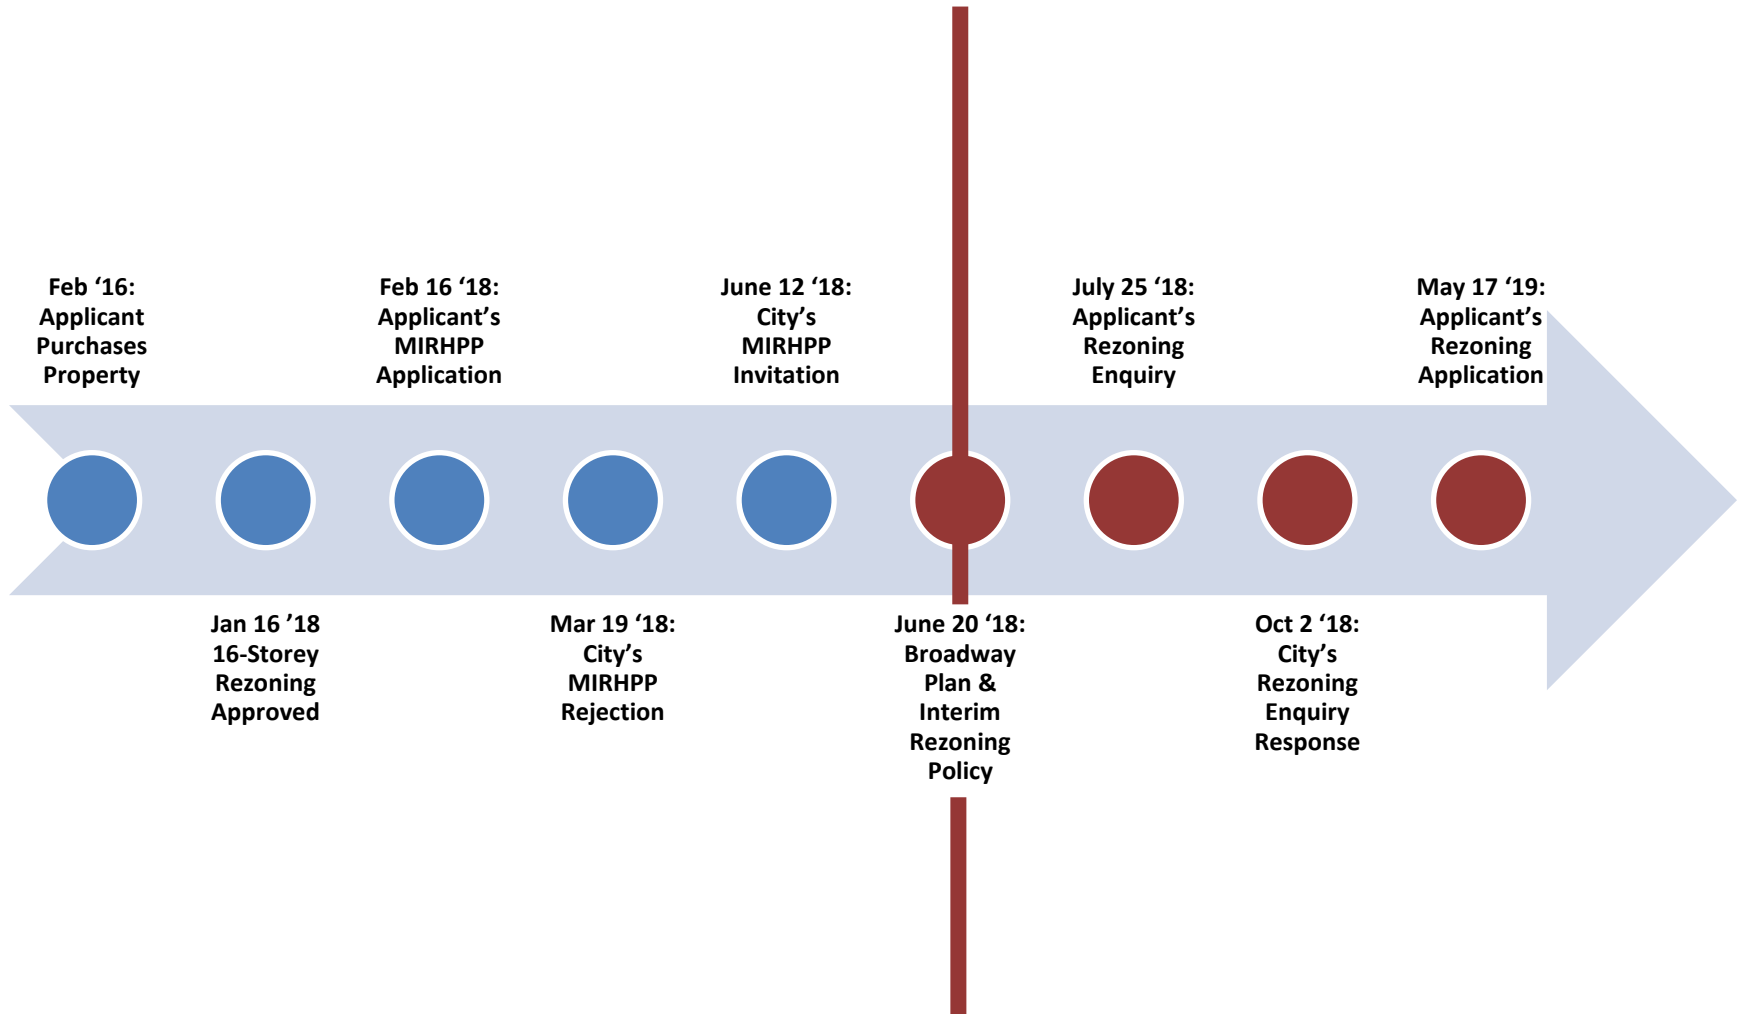 Feb ‘16:
Applicant
Purchases
Property
Jan 16 ’18
16-Storey
Rezoning
Approved
Feb 16 ‘18:
Applicant’s
MIRHPP
Application
Mar 19 ‘18:
City’s
MIRHPP
Rejection
June 12 ‘18:
City’s
MIRHPP
Invitation
June 20 ‘18:
Broadway
Plan &
Interim
Rezoning
Policy
July 25 ‘18:
Applicant’s
Rezoning
Enquiry
Oct 2 ‘18:
City’s
Rezoning
Enquiry
Response
May 17 ‘19:
Applicant’s
Rezoning
Application